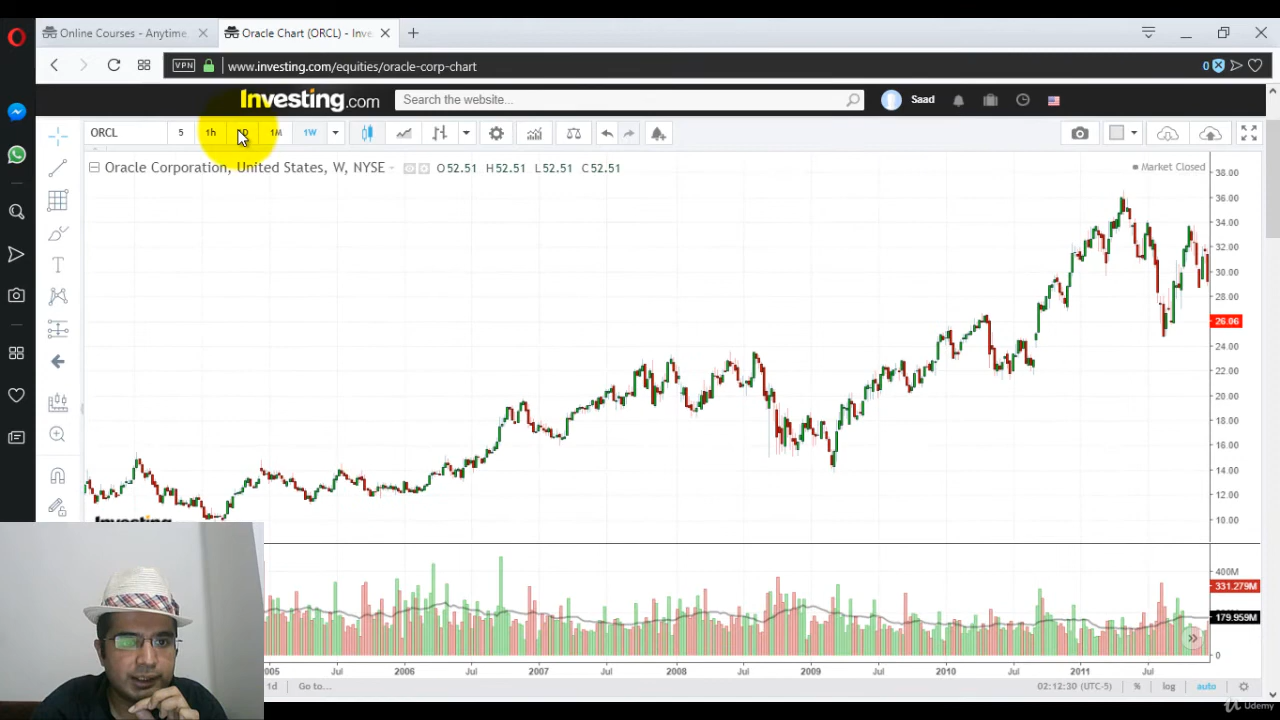 Online Courses - Anytime,
Oracle Chart (ORCL) - Inve
VPN
www.investing.com/equities/oracle-corp-chart
0
Investing.com
Search the website...
Saad
ORCL
5
1h
1M
1W
Oracle Corporation, United States, W, NYSE
O52.51 H52.51 L52.51 C52.51
Market Closed
38.00
36.00
34.00
32.00
30.00
28.00
26.06
24.00
22.00
20.00
18.00
16.00
14.00
12.00
10.00
Investing
400M
331.279M
179.959M
0
005
Jul
2006
Jul
2007
Jul
2008
Jul
2009
Jul
2010
Jul
2011
Jul
1d
Go to...
02:12:30 (UTC-5)
%
log
auto
Udemy